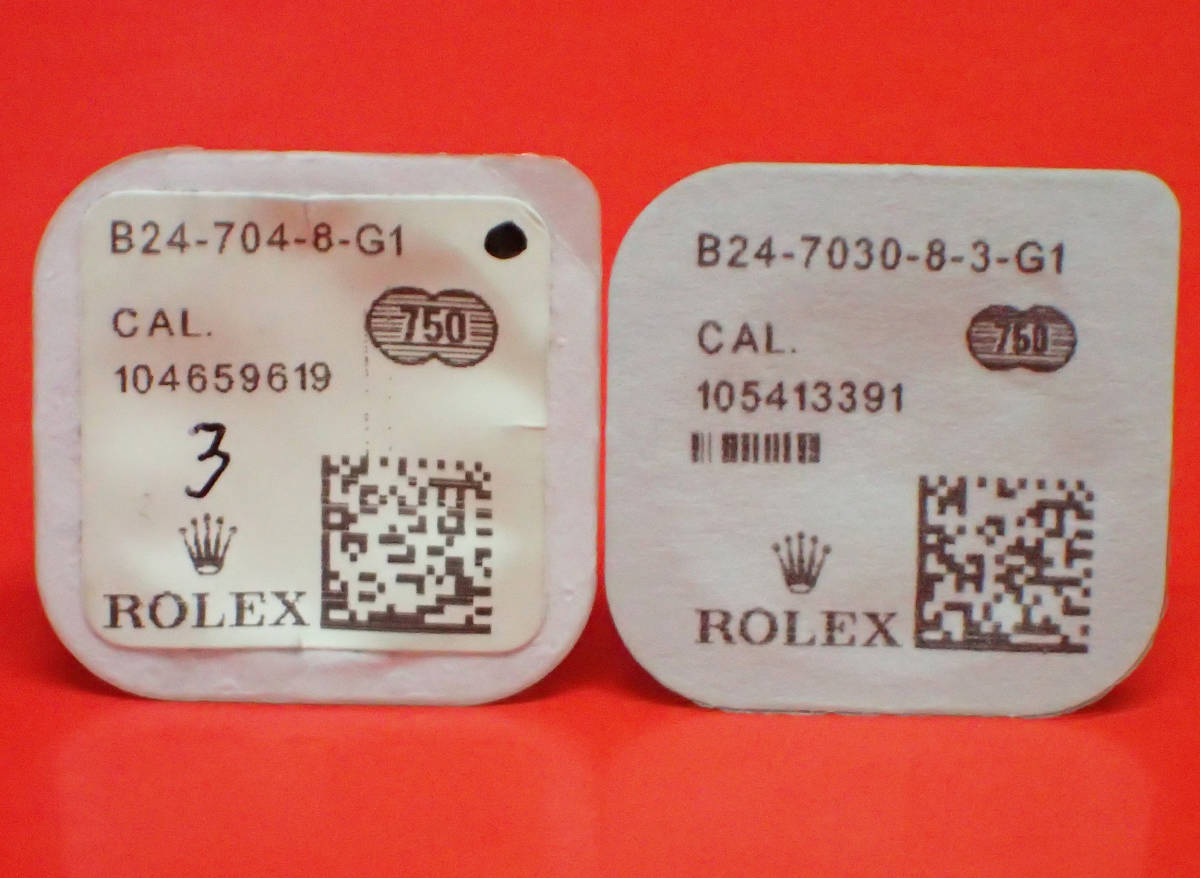 B24-704-8-G1
CAL.
750
104659619
3
ROLEX
B24-7030-8-3-G1
CAL.
750
105413391
ROLEX